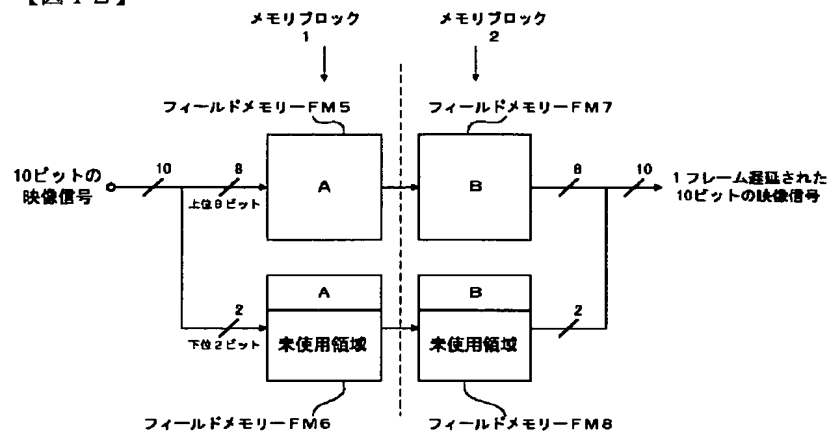 メモリブロック
1
メモリブロック
2
フィールドメモリーFM5
フィールドメモリーFM7
10ビットの
映像信号
10
8
上位8ビット
A
B
8
10
1フレーム遅延された
10ビットの映像信号
2
下位2ビット
A
未使用領域
B
未使用領域
2
フィールドメモリーFM6
フィールドメモリーFM8